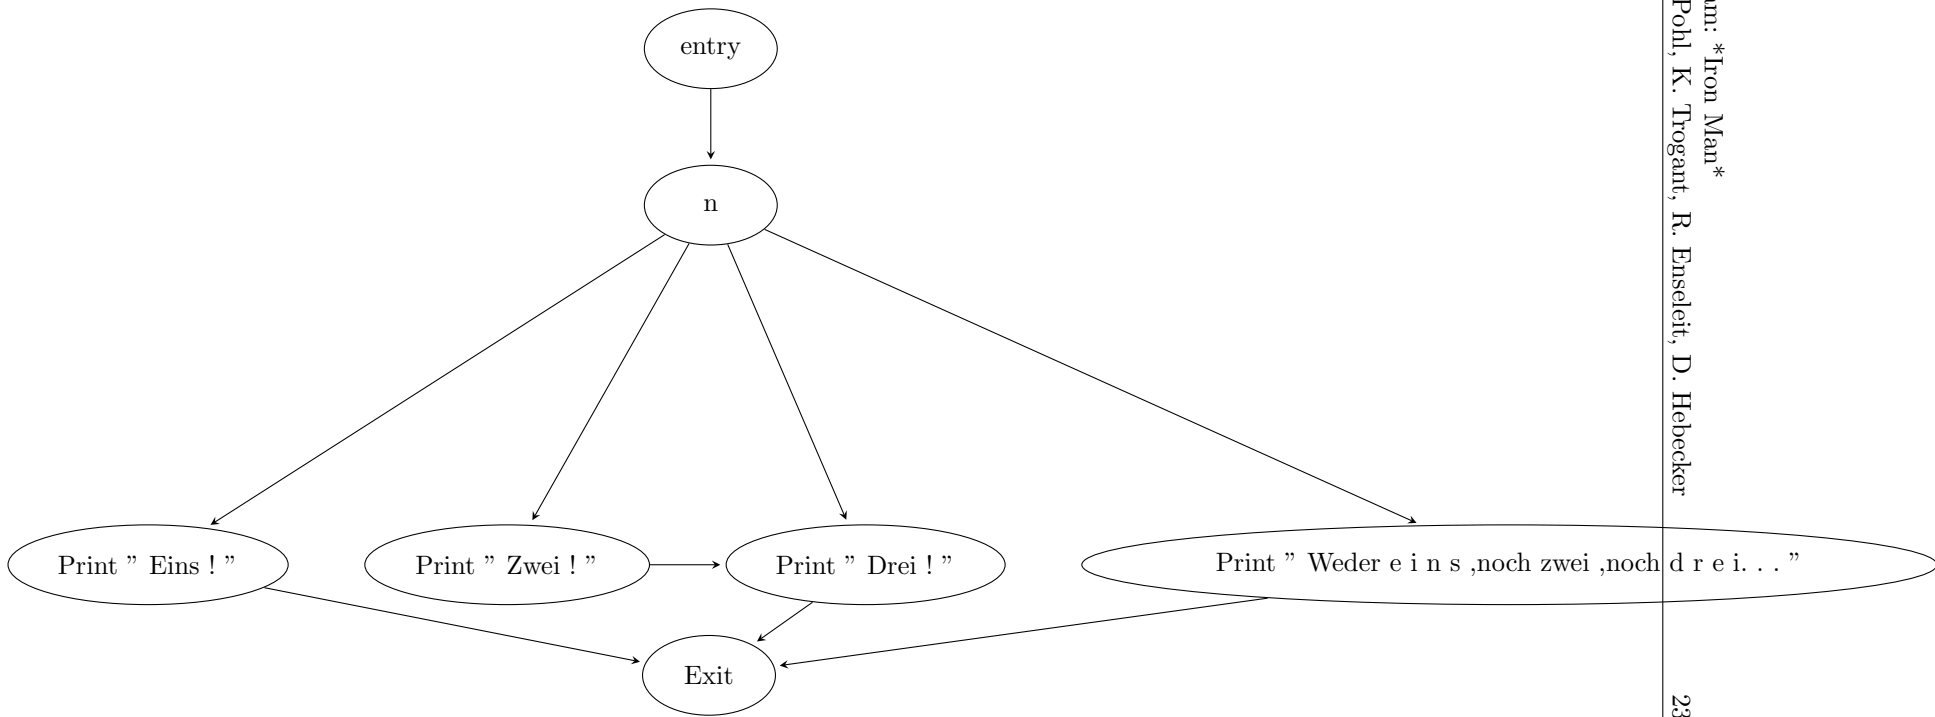 entry
n
Print ” Eins ! ”
Print ” Zwei ! ”
Print ” Drei ! ”
Print ” Weder e i n s ,noch zwei ,noch d r e i. . . ”
Exit
*Iron Man*
Pohl, K. Trogant, R. Enseleit, D. Hebecker
23